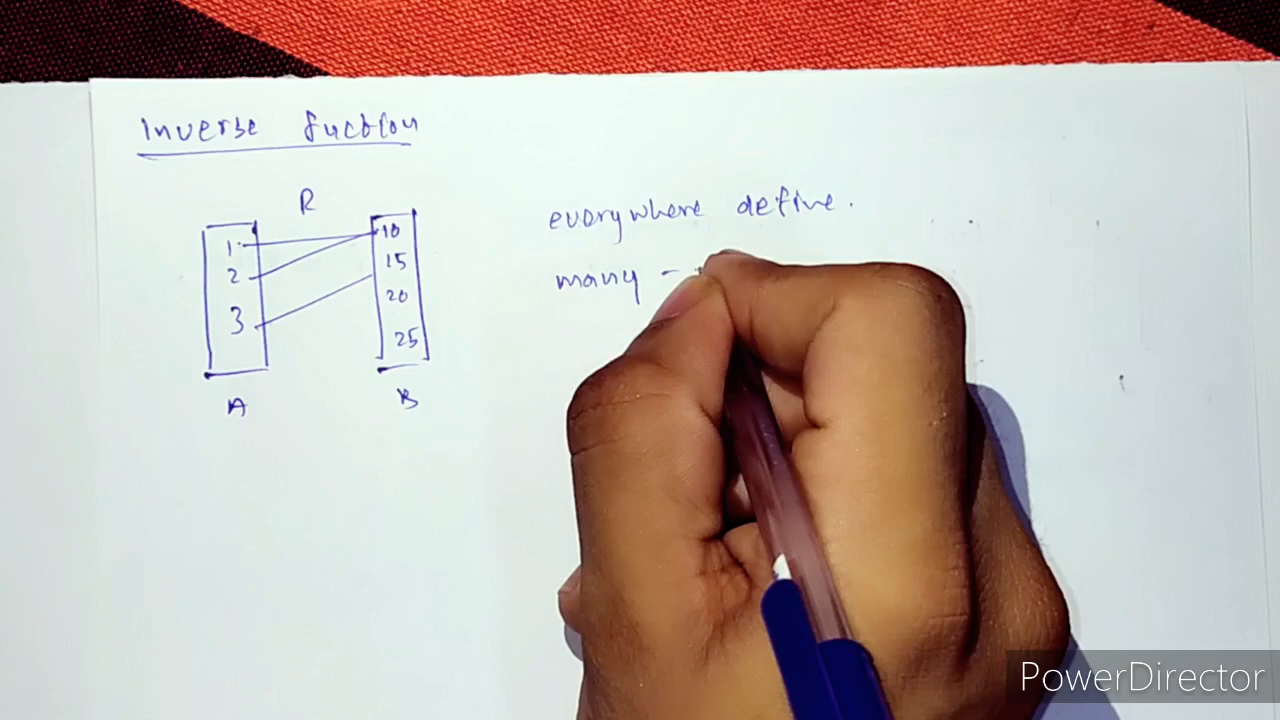 Inverse fuction
R
everywhere define.
1 10
many -
2 15
20
3
25
A B
PowerDirector